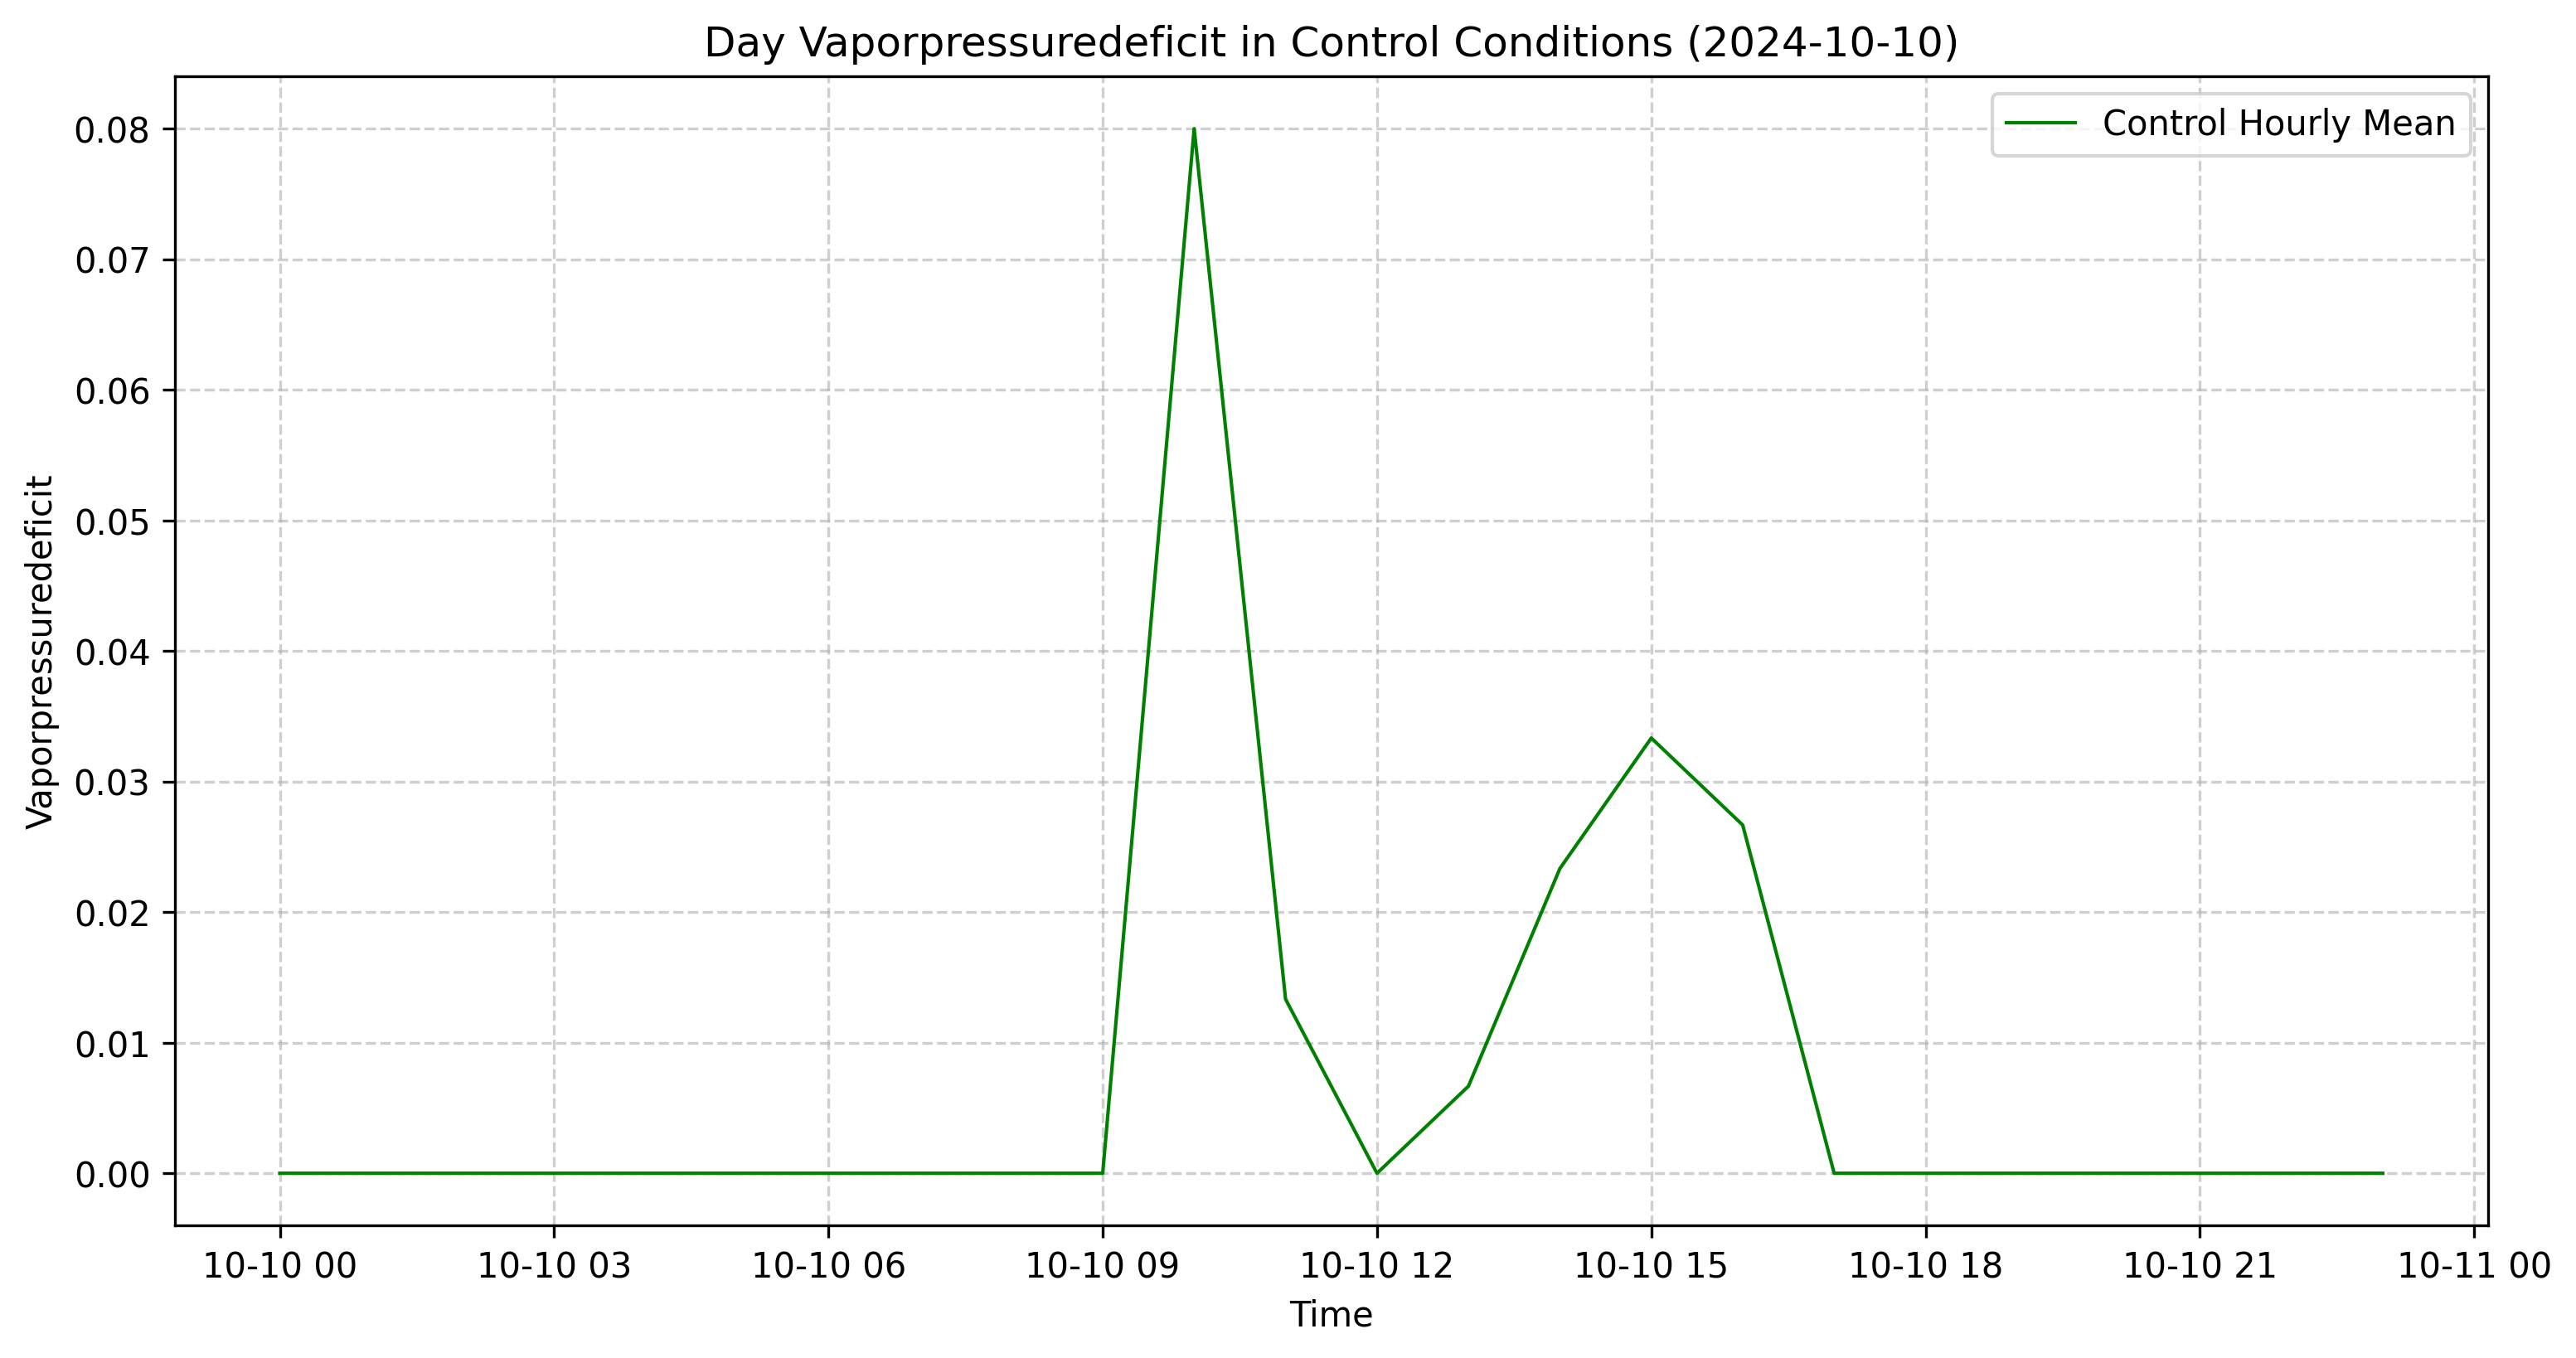 Day Vaporpressuredeficit in Control Conditions (2024-10-10)
Control Hourly Mean
Vaporpressuredeficit
0.08
0.07
0.06
0.05
0.04
0.03
0.02
0.01
0.00
10-10 00 10-10 03 10-10 06 10-10 09 10-10 12 10-10 15 10-10 18 10-10 21 10-11 00
Time